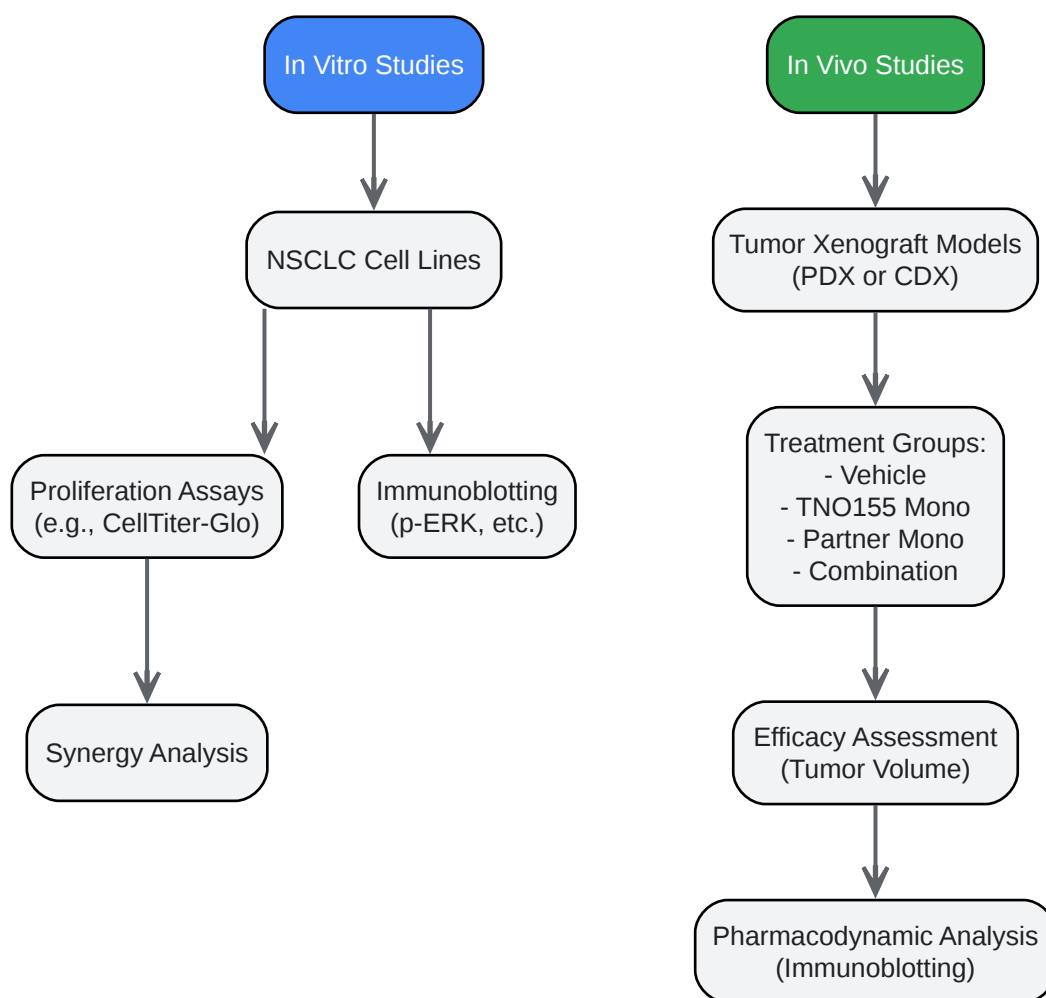 In Vitro Studies
NSCLC Cell Lines
Proliferation Assays
(e.g., CellTiter-Glo)
Immunoblotting
(p-ERK, etc.)
Synergy Analysis
In Vivo Studies
Tumor Xenograft Models
(PDX or CDX)
Treatment Groups:
- Vehicle
- TNO155 Mono
- Partner Mono
- Combination
Efficacy Assessment
(Tumor Volume)
Pharmacodynamic Analysis
(Immunoblotting)